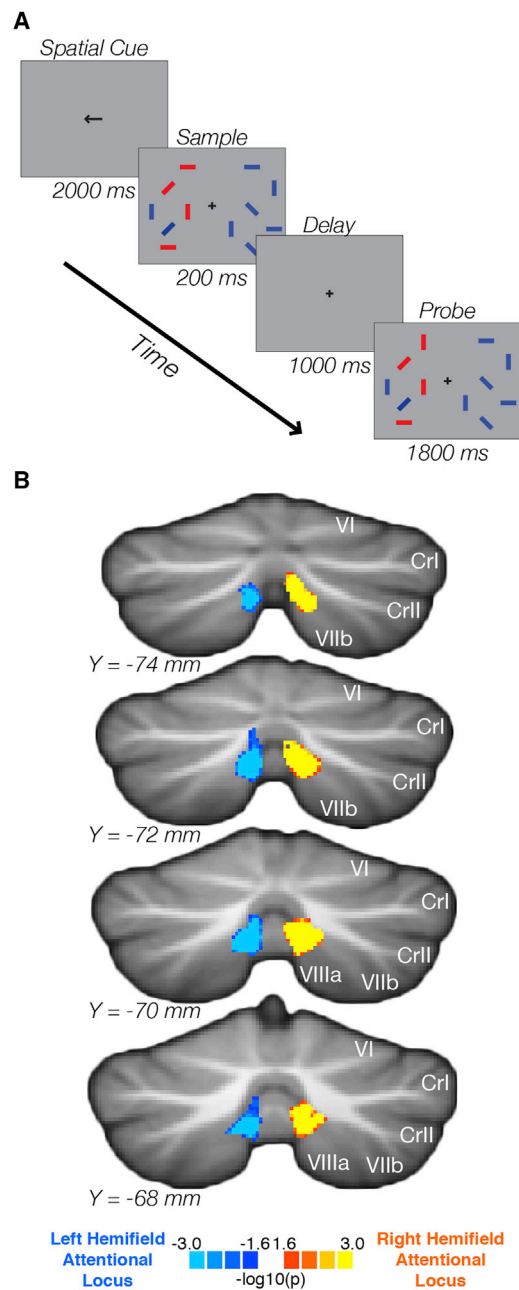 A
Spatial Cue
2000 ms
Sample
200 ms
Delay
1000 ms
Probe
1800 ms
Time
B
VI
CrI
CrII
VIIb
Y = -74 mm
VI
CrI
CrII
VIIb
Y = -72 mm
VI
CrI
CrII
VIIIa VIIb
Y = -70 mm
VI
CrI
CrII
VIIIa VIIb
Y = -68 mm
Left Hemifield Attentional Locus
-3.0 -1.6 1.6 3.0
-log10(p)
Right Hemifield Attentional Locus